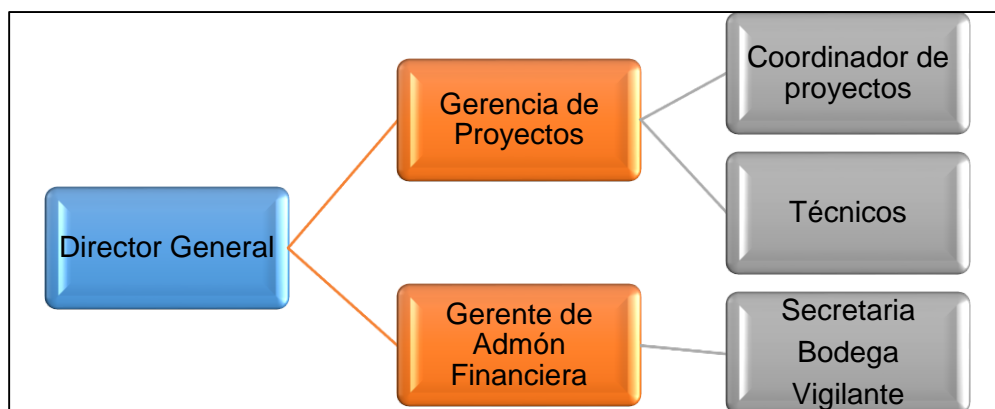 Director General
Gerencia de
Proyectos
Gerente de
Admón
Financiera
Coordinador de
proyectos
Técnicos
Secretaria
Bodega
Vigilante